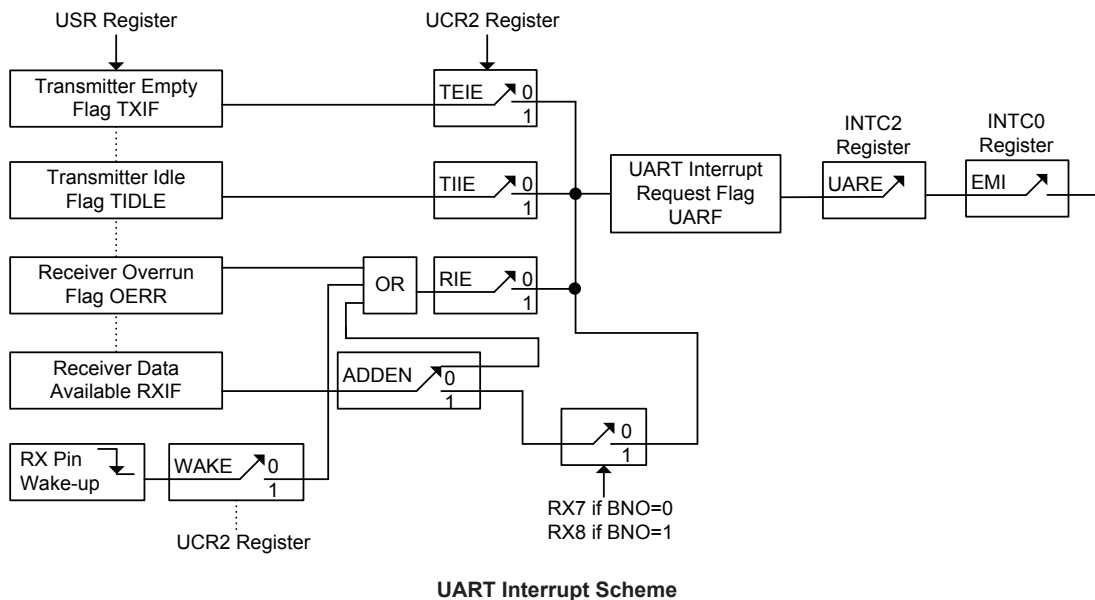 USR Register
UCR2 Register
Transmitter Empty
Flag TXIF
TEIE
0
1
INTC2
Register
INTC0
Register
Transmitter Idle
Flag TIDLE
TIIE
0
1
UART Interrupt
Request Flag
UARF
UARE
EMI
Receiver Overrun
Flag OERR
OR
RIE
0
1
Receiver Data
Available RXIF
ADDEN
0
1
0
1
RX Pin
Wake-up
WAKE
0
1
RX7 if BNO=0
RX8 if BNO=1
UCR2 Register
UART Interrupt Scheme